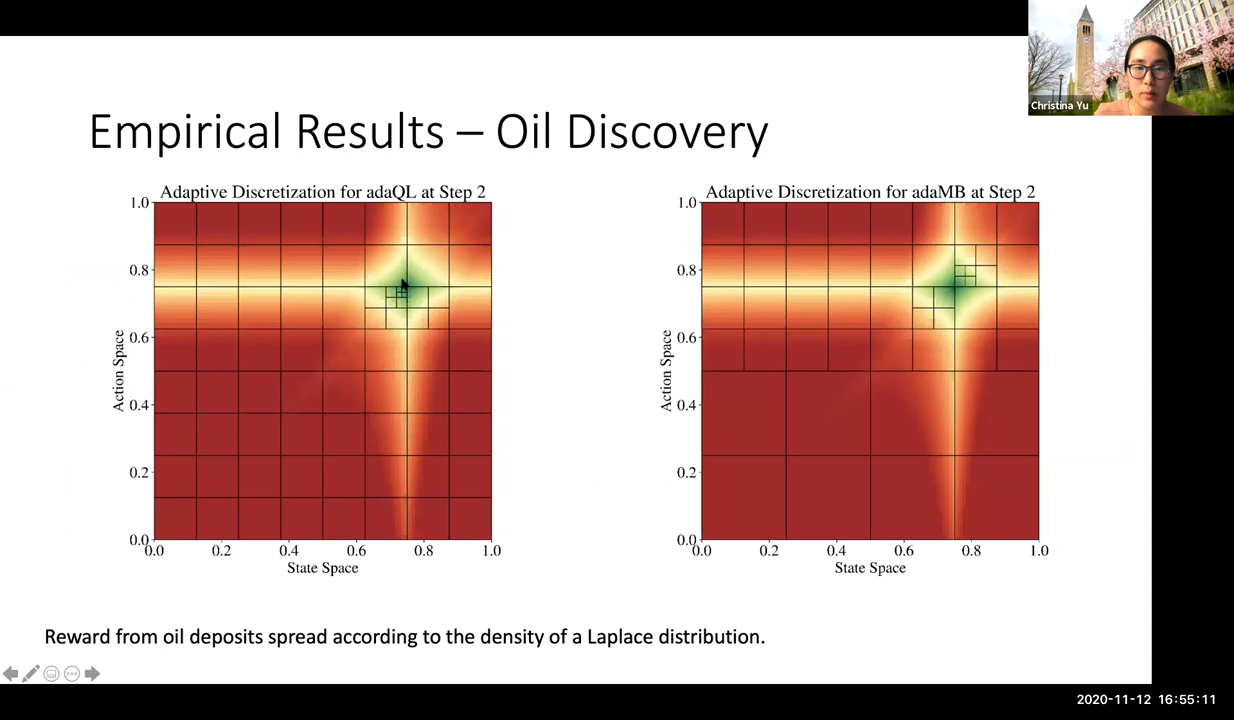 Christina Yu
Empirical Results – Oil Discovery
Adaptive Discretization for adaQL at Step 2
1.0
0.8
0.6
0.4
0.2
0.0
Action Space
0.0 0.2 0.4 0.6 0.8 1.0
State Space
Adaptive Discretization for adaMB at Step 2
1.0
0.8
0.6
0.4
0.2
0.0
Action Space
0.0 0.2 0.4 0.6 0.8 1.0
State Space
Reward from oil deposits spread according to the density of a Laplace distribution.
2020-11-12 16:55:11